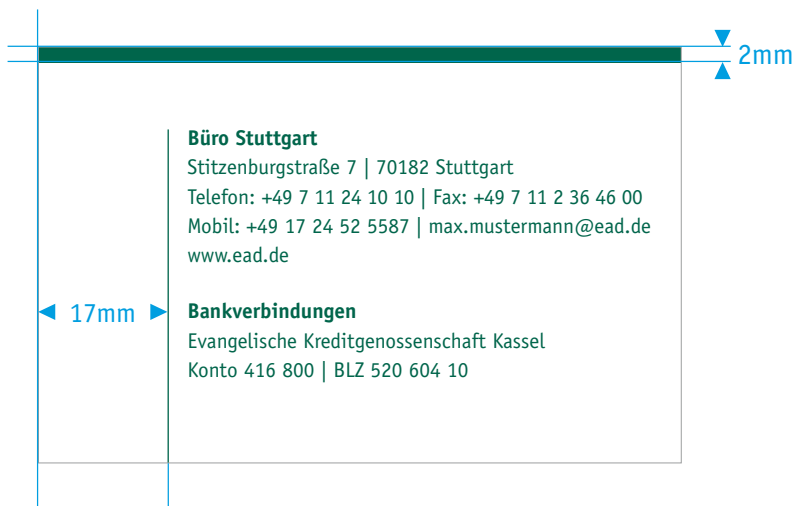 2mm
Büro Stuttgart
Stitzenburgstraße 7 | 70182 Stuttgart
Telefon: +49 7 11 24 10 10 | Fax: +49 7 11 2 36 46 00
Mobil: +49 17 24 52 5587 | max.mustermann@ead.de
www.ead.de
17mm
Bankverbindungen
Evangelische Kreditgenossenschaft Kassel
Konto 416 800 | BLZ 520 604 10